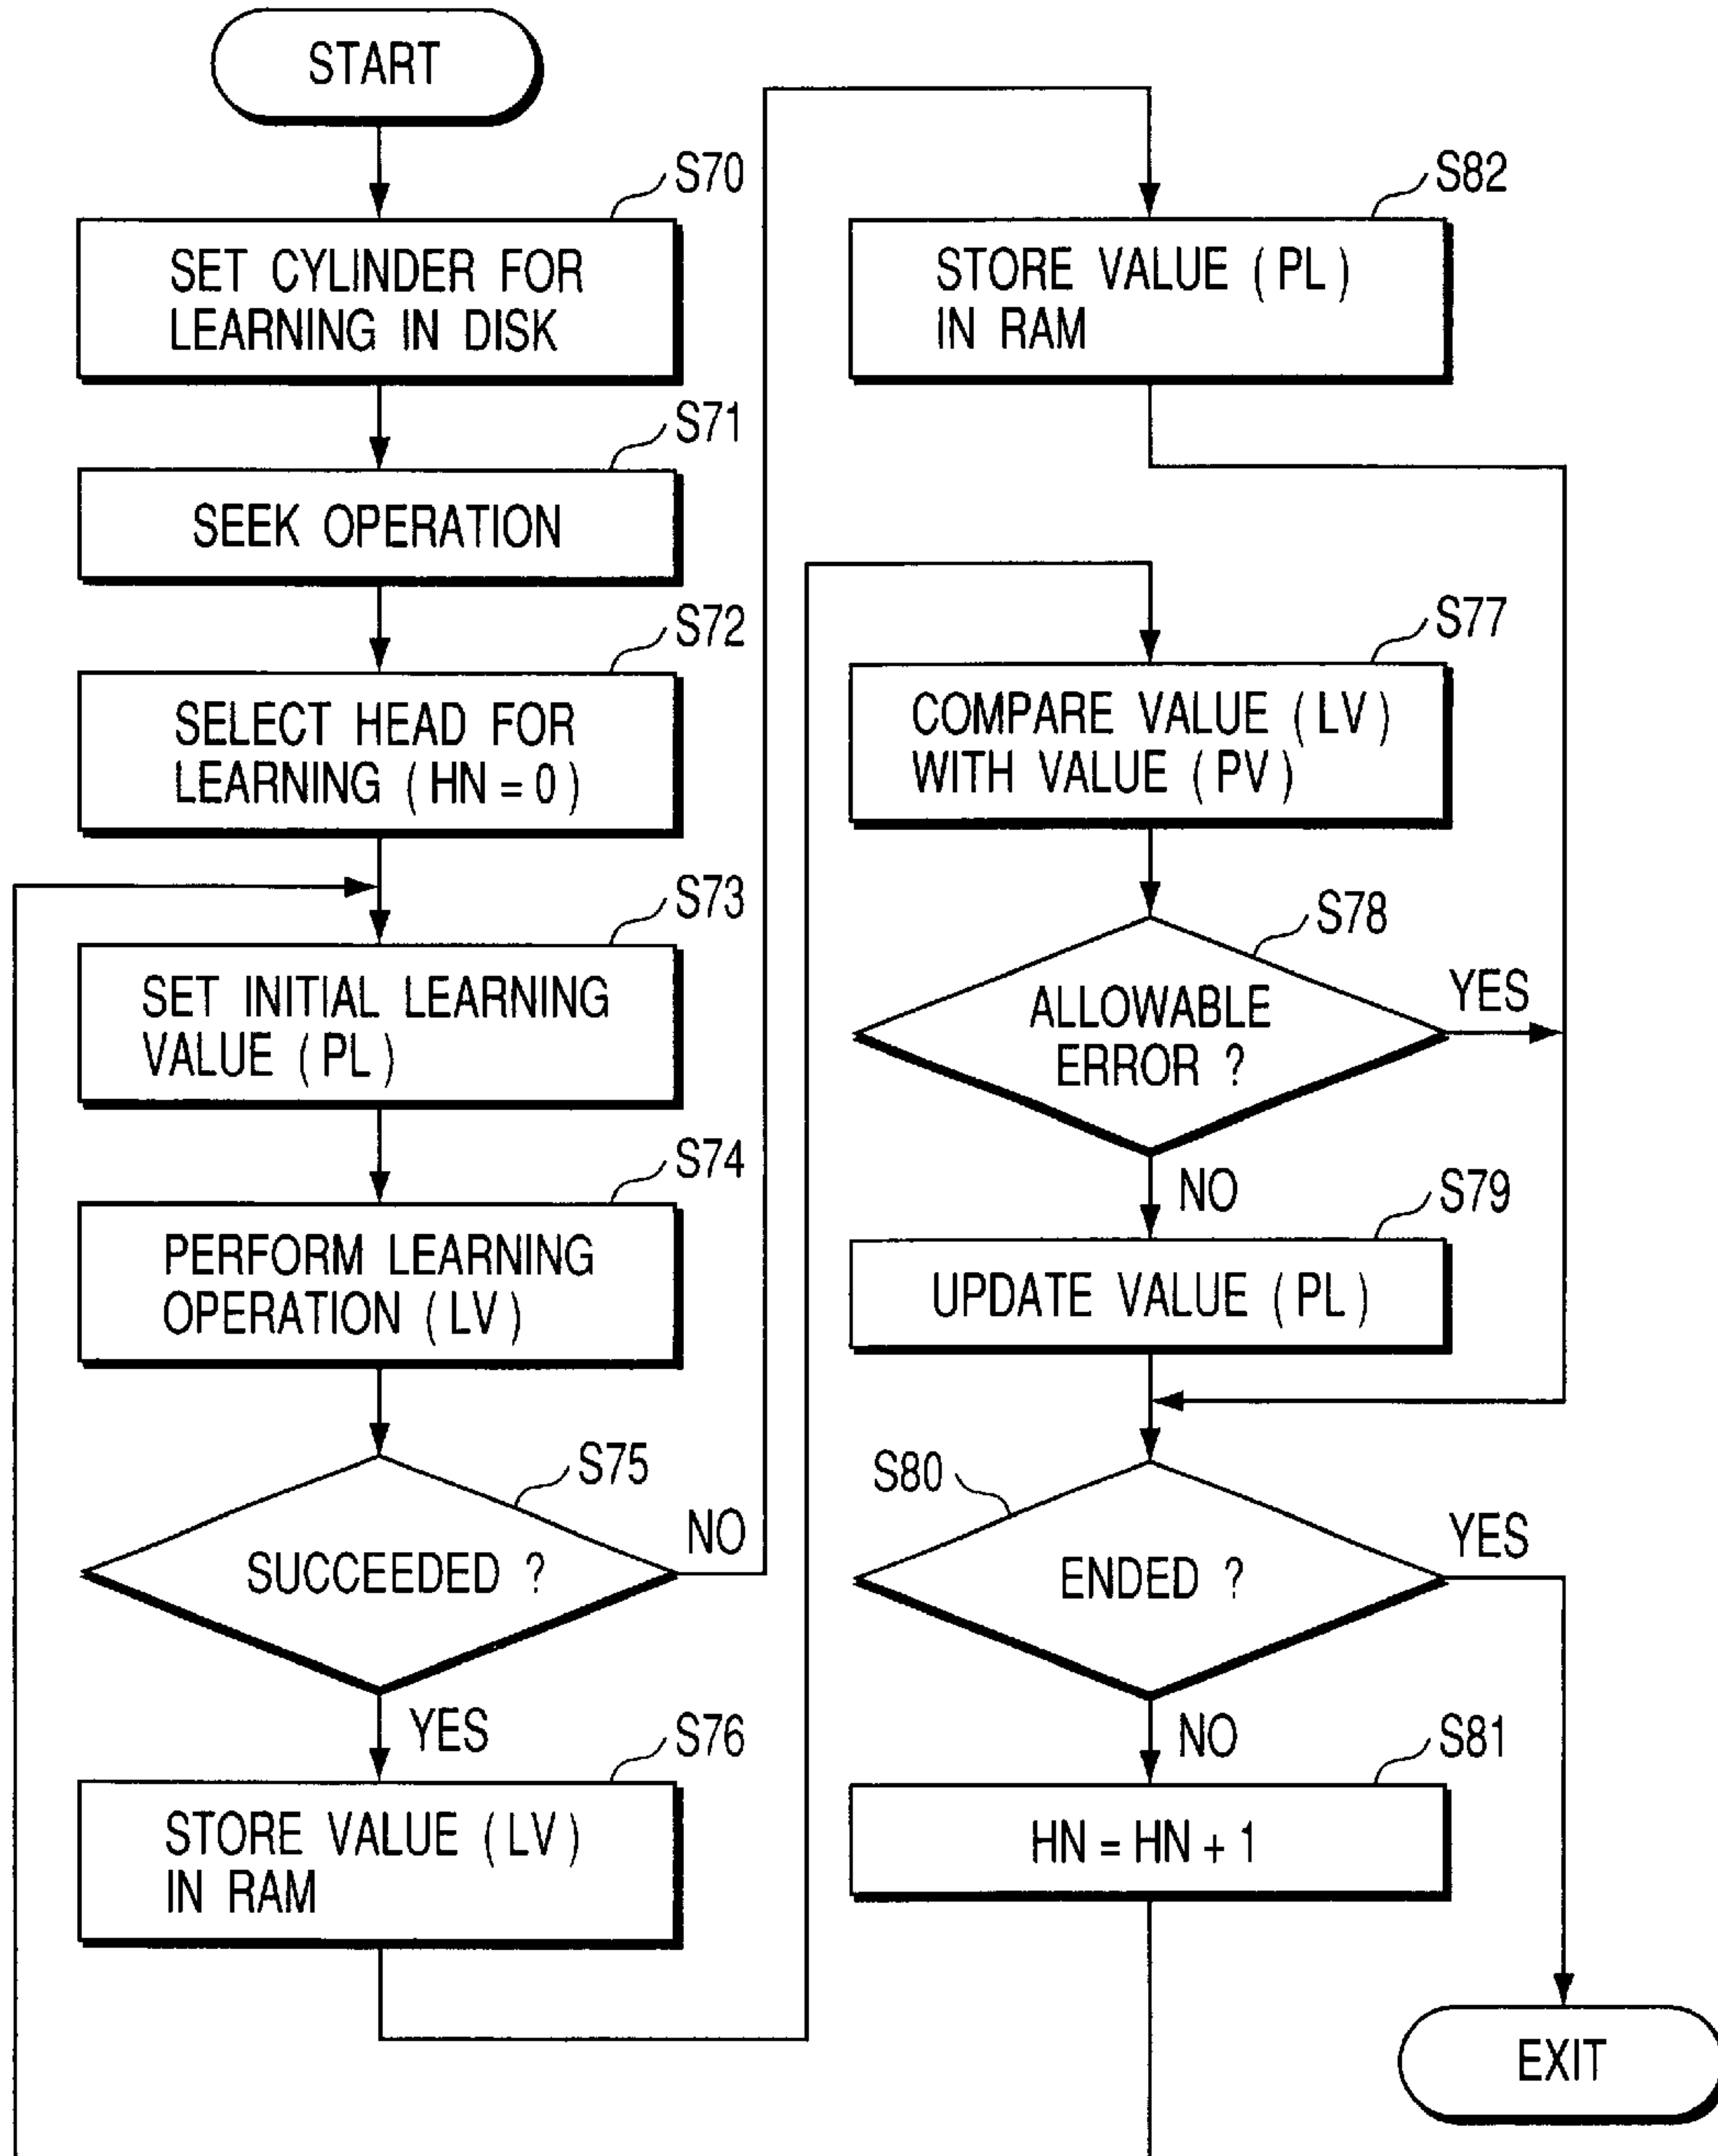 START
S70
SET CYLINDER FOR
LEARNING IN DISK
S71
SEEK OPERATION
S72
SELECT HEAD FOR
LEARNING (HN = 0)
S73
SET INITIAL LEARNING
VALUE (PL)
S74
PERFORM LEARNING
OPERATION (LV)
S75
SUCCEEDED ?
NO
YES
S76
STORE VALUE (LV)
IN RAM
S82
STORE VALUE (PL)
IN RAM
S77
COMPARE VALUE (LV)
WITH VALUE (PV)
S78
ALLOWABLE
ERROR ?
YES
NO
S79
UPDATE VALUE (PL)
S80
ENDED ?
YES
NO
S81
HN = HN + 1
EXIT